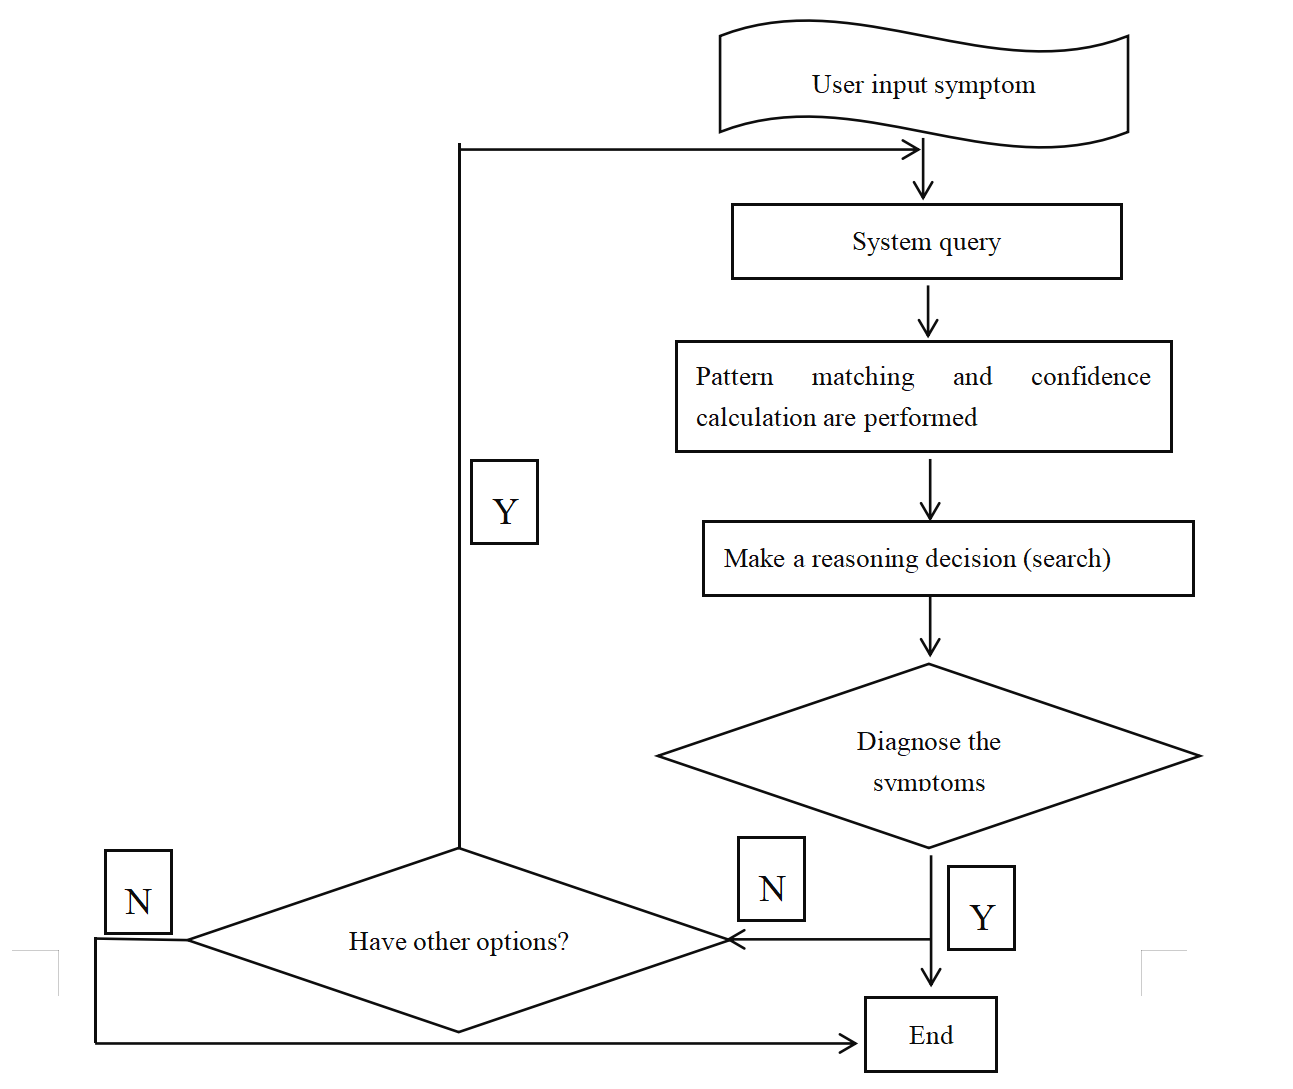 User input symptom
System query
Pattern matching and confidence
calculation are performed
Make a reasoning decision (search)
Diagnose the
symptoms
Y
N
N
Y
Have other options?
End